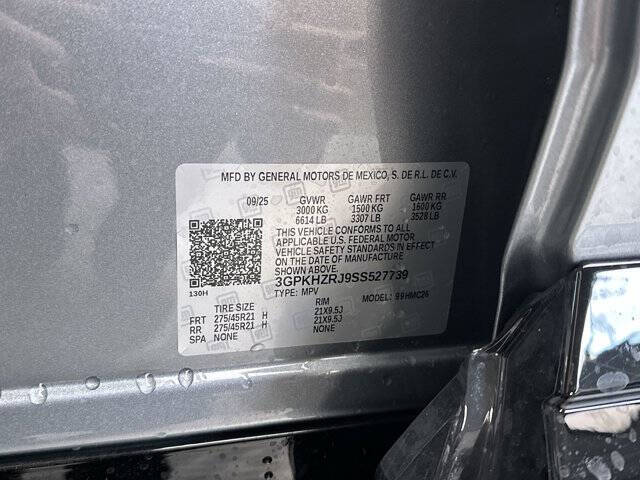 MFD BY GENERAL MOTORS DE MEXICO, S. DE R.L. DE C.V.
09/25 GVWR GAWR FRT GAWR RR
3000 KG 1500 KG 1600 KG
6614 LB 3307 LB 3528 LB
THIS VEHICLE CONFORMS TO ALL
APPLICABLE U.S. FEDERAL MOTOR
VEHICLE SAFETY STANDARDS IN EFFECT
ON THE DATE OF MANUFACTURE
SHOWN ABOVE.
3GPKHZRJ9SS527739
130H TYPE: MPV MODEL: 99HMC26
TIRE SIZE RIM
FRT 275/45R21 H 21X9.5J
RR 275/45R21 H 21X9.5J
SPA NONE NONE